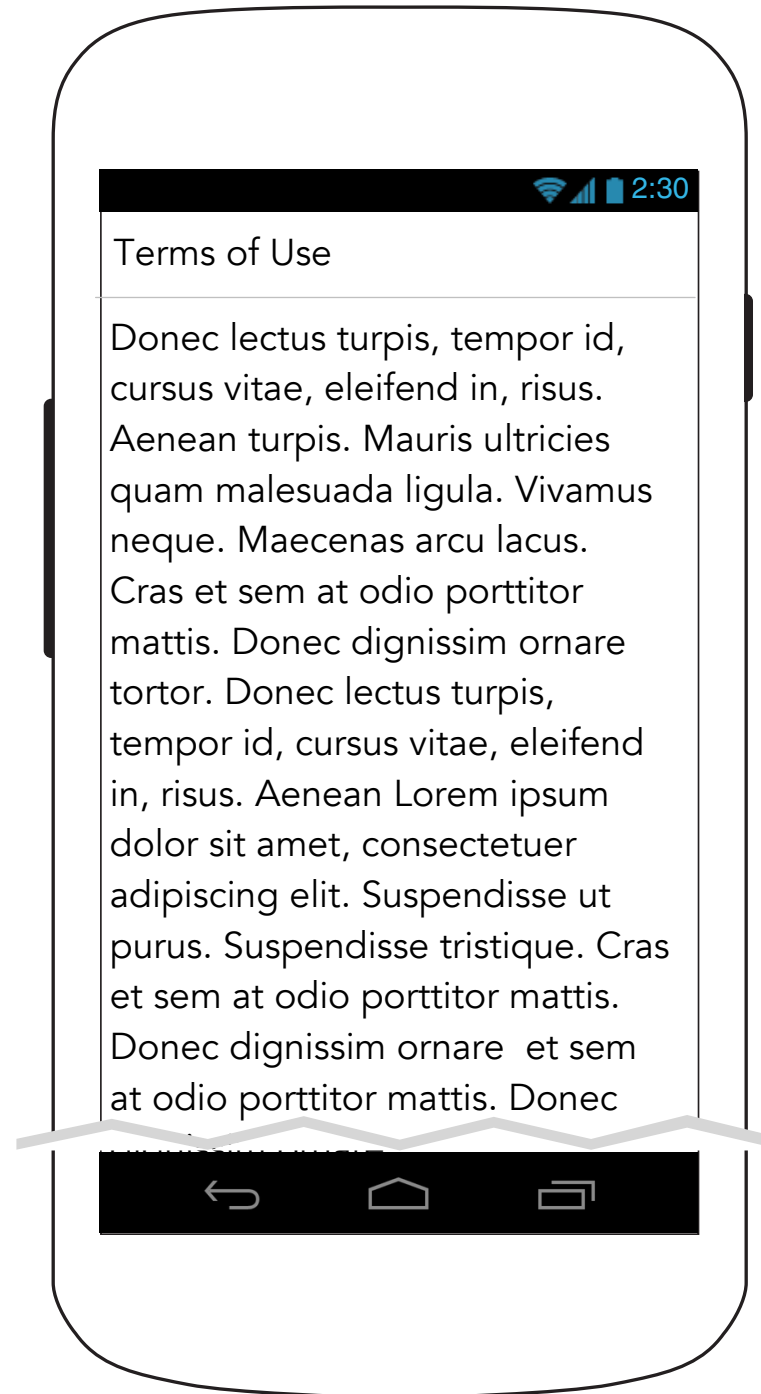 2:30
Terms of Use
Donec lectus turpis, tempor id,
cursus vitae, eleifend in, risus.
Aenean turpis. Mauris ultricies
quam malesuada ligula. Vivamus
neque. Maecenas arcu lacus.
Cras et sem at odio porttitor
mattis. Donec dignissim ornare
tortor. Donec lectus turpis,
tempor id, cursus vitae, eleifend
in, risus. Aenean Lorem ipsum
dolor sit amet, consectetuer
adipiscing elit. Suspendisse ut
purus. Suspendisse tristique. Cras
et sem at odio porttitor mattis.
Donec dignissim ornare  et sem
at odio porttitor mattis. Donec